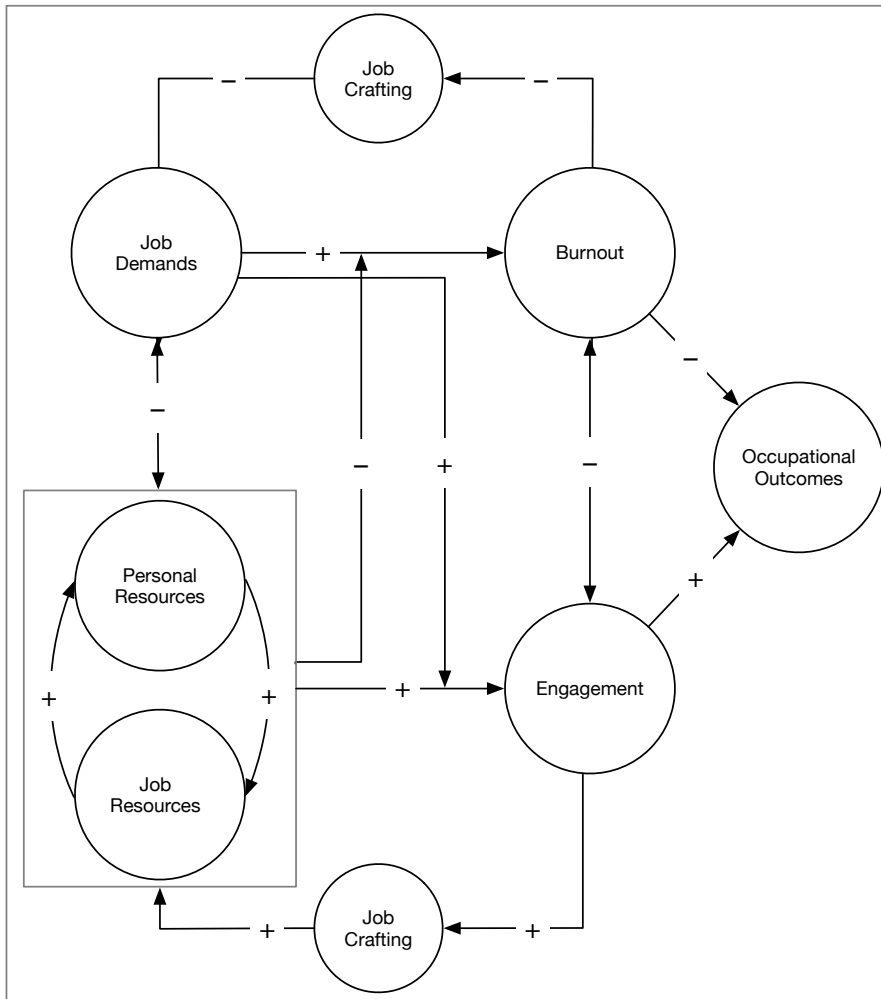 Job
Crafting
–
–
Job
Demands
+
Burnout
–
–
Occupational
Outcomes
–
+
–
Personal
Resources
+
+
+
+
Engagement
Job
Resources
Job
Crafting
+
+